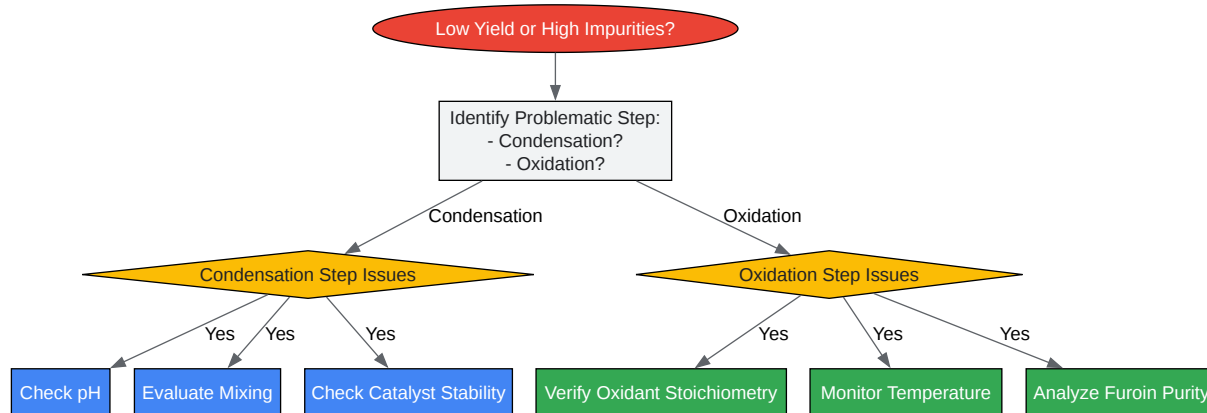 Low Yield or High Impurities?
Identify Problematic Step:
- Condensation?
- Oxidation?
Condensation
Oxidation
Condensation Step Issues
Oxidation Step Issues
Yes
Yes
Yes
Yes
Yes
Yes
Check pH
Evaluate Mixing
Check Catalyst Stability
Verify Oxidant Stoichiometry
Monitor Temperature
Analyze Furoin Purity